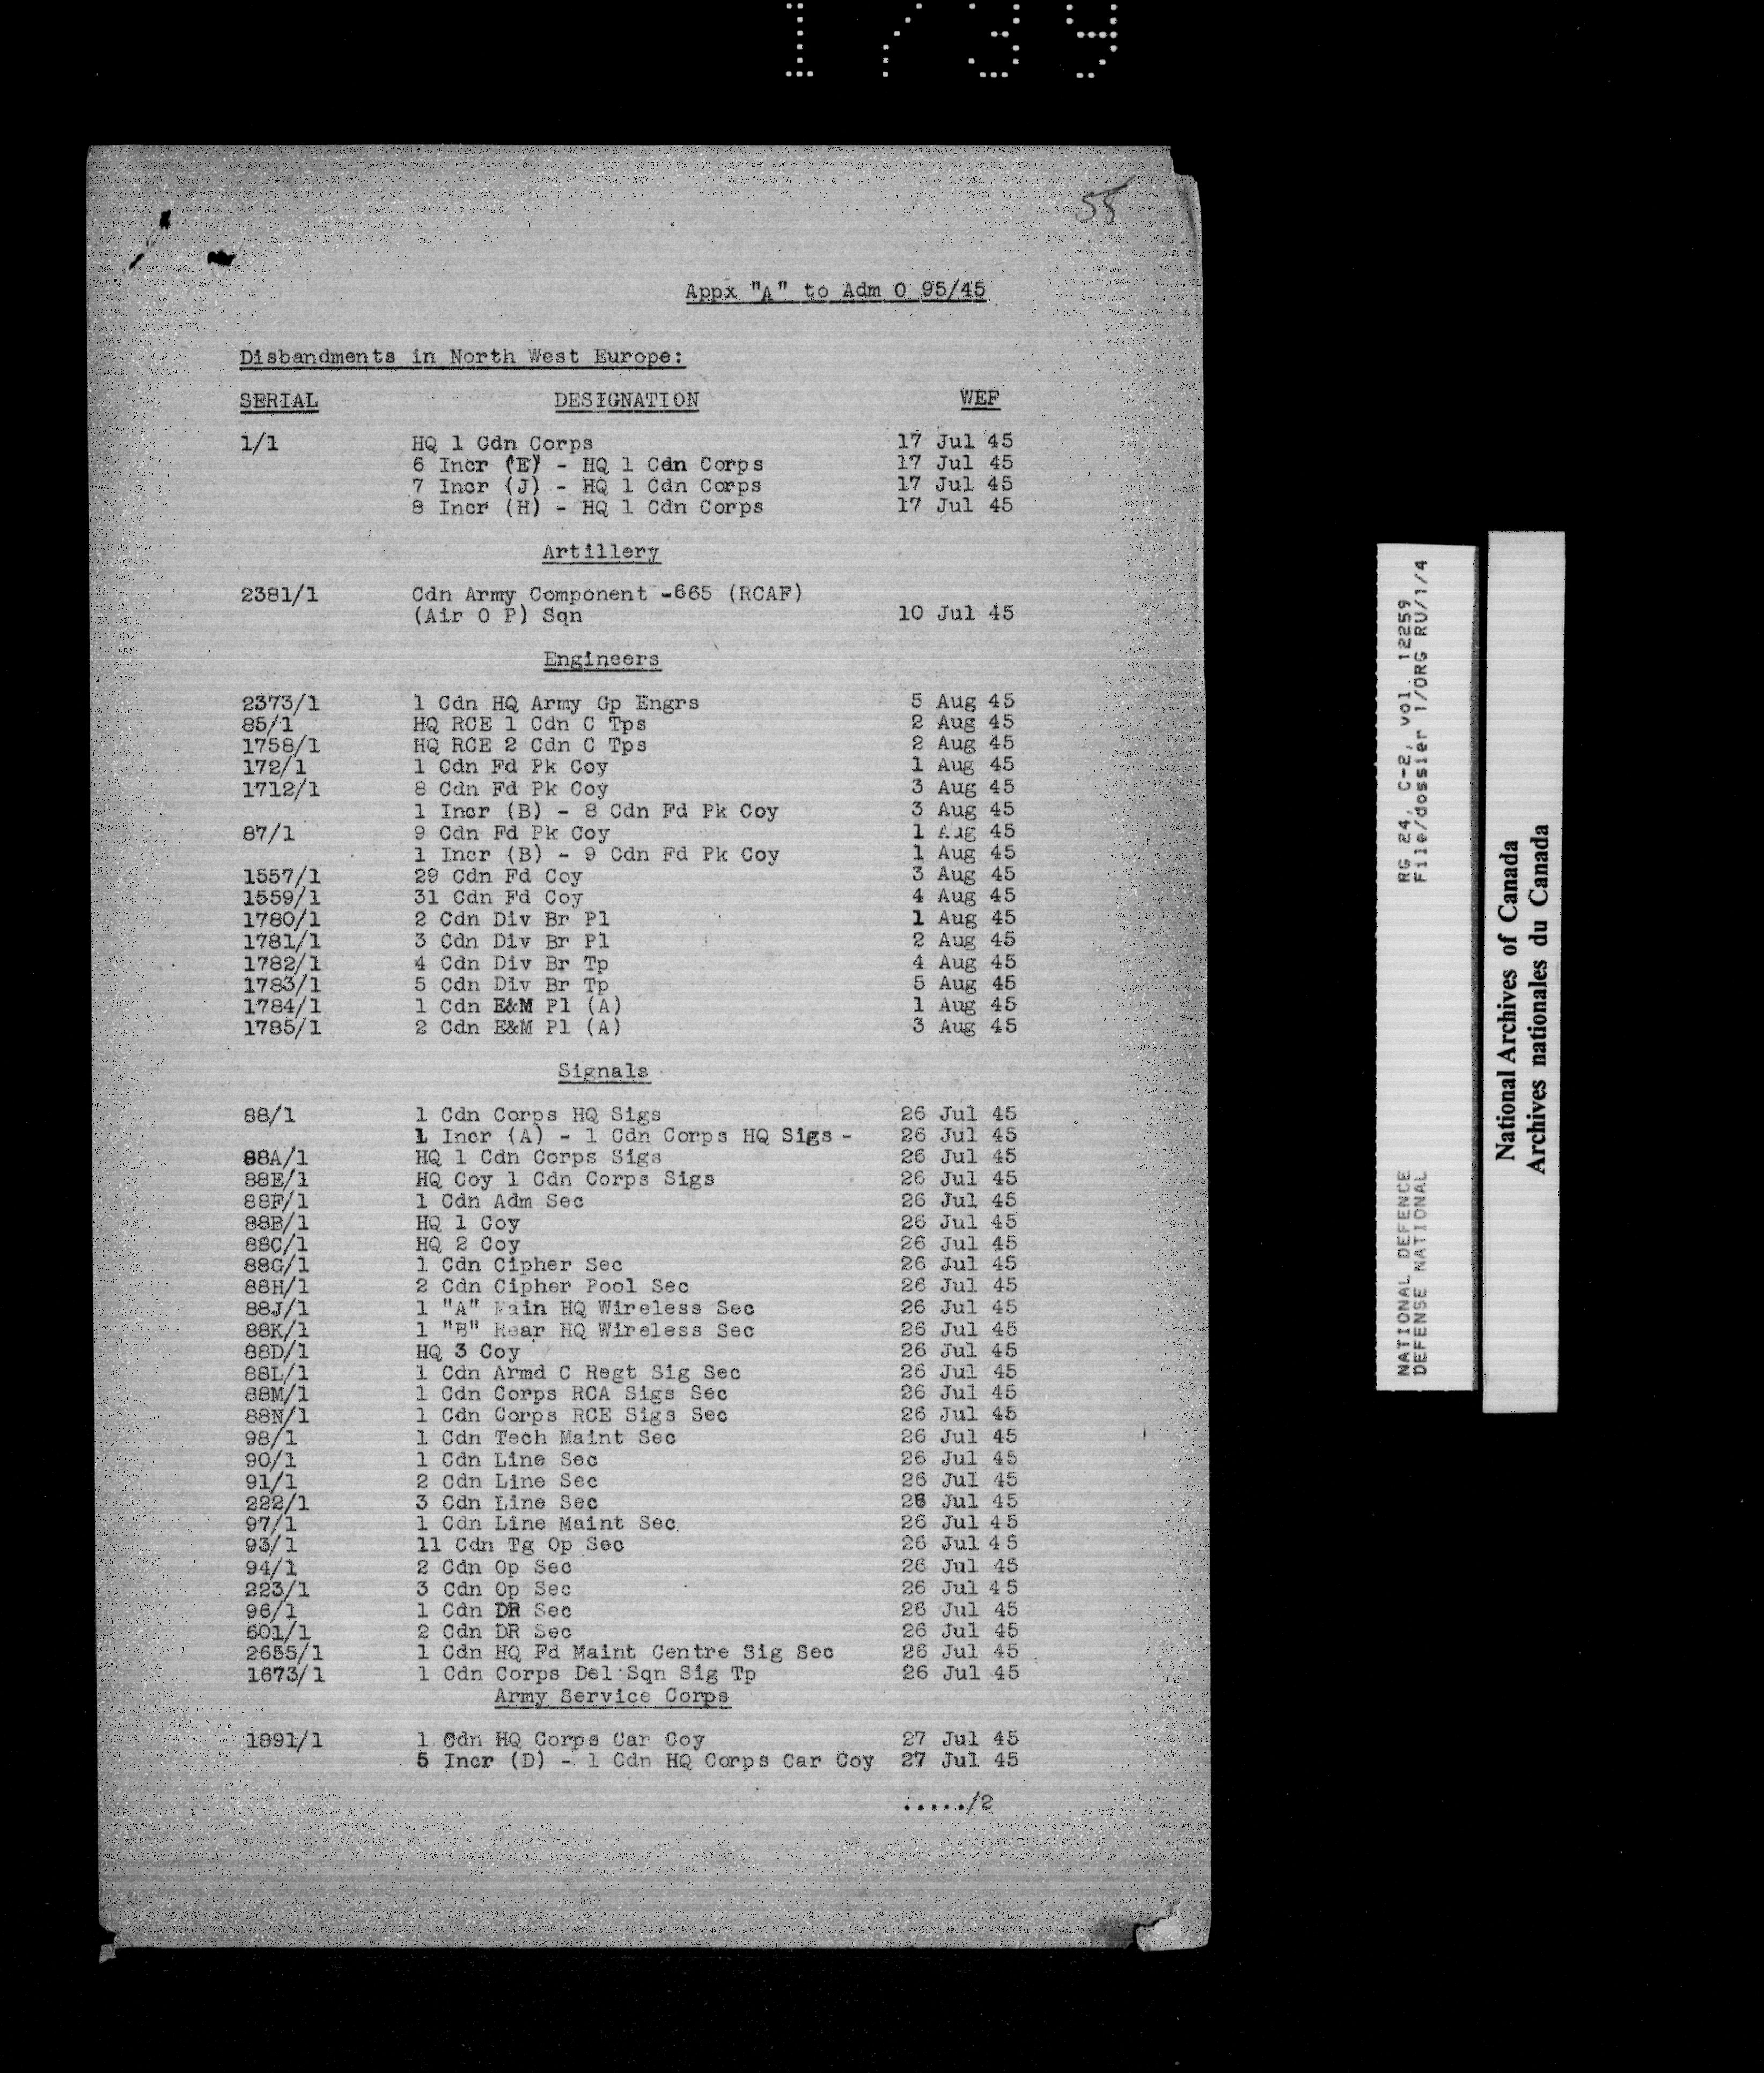 1739
58
Appx "A" to Adm O 95/45
Disbandments in North West Europe:
SERIAL DESIGNATION WEF
1/1 HQ 1 Cdn Corps 17 Jul 45
6 Incr (E) - HQ 1 Cdn Corps 17 Jul 45
7 Incr (J) - HQ 1 Cdn Corps 17 Jul 45
8 Incr (H) - HQ 1 Cdn Corps 17 Jul 45
Artillery
2381/1 Cdn Army Component -665 (RCAF)
(Air O P) Sqn 10 Jul 45
Engineers
2373/1 1 Cdn HQ Army Gp Engrs 5 Aug 45
85/1 HQ RCE 1 Cdn C Tps 2 Aug 45
1758/1 HQ RCE 2 Cdn C Tps 2 Aug 45
172/1 1 Cdn Fd Pk Coy 1 Aug 45
1712/1 8 Cdn Fd Pk Coy 3 Aug 45
1 Incr (B) - 8 Cdn Fd Pk Coy 3 Aug 45
87/1 9 Cdn Fd Pk Coy 1 Aug 45
1 Incr (B) - 9 Cdn Fd Pk Coy 1 Aug 45
1557/1 29 Cdn Fd Coy 3 Aug 45
1559/1 31 Cdn Fd Coy 4 Aug 45
1780/1 2 Cdn Div Br Pl 1 Aug 45
1781/1 3 Cdn Div Br Pl 2 Aug 45
1782/1 4 Cdn Div Br Tp 4 Aug 45
1783/1 5 Cdn Div Br Tp 5 Aug 45
1784/1 1 Cdn E&M Pl (A) 1 Aug 45
1785/1 2 Cdn E&M Pl (A) 3 Aug 45
Signals
88/1 1 Cdn Corps HQ Sigs 26 Jul 45
1 Incr (A) - 1 Cdn Corps HQ Sigs - 26 Jul 45
88A/1 HQ 1 Cdn Corps Sigs 26 Jul 45
88E/1 HQ Coy 1 Cdn Corps Sigs 26 Jul 45
88F/1 1 Cdn Adm Sec 26 Jul 45
88B/1 HQ 1 Coy 26 Jul 45
88C/1 HQ 2 Coy 26 Jul 45
88G/1 1 Cdn Cipher Sec 26 Jul 45
88H/1 2 Cdn Cipher Pool Sec 26 Jul 45
88J/1 1 "A" Main HQ Wireless Sec 26 Jul 45
88K/1 1 "B" Rear HQ Wireless Sec 26 Jul 45
88D/1 HQ 3 Coy 26 Jul 45
88L/1 1 Cdn Armd C Regt Sig Sec 26 Jul 45
88M/1 1 Cdn Corps RCA Sigs Sec 26 Jul 45
88N/1 1 Cdn Corps RCE Sigs Sec 26 Jul 45
98/1 1 Cdn Tech Maint Sec 26 Jul 45
90/1 1 Cdn Line Sec 26 Jul 45
91/1 2 Cdn Line Sec 26 Jul 45
222/1 3 Cdn Line Sec 26 Jul 45
97/1 1 Cdn Line Maint Sec 26 Jul 45
93/1 11 Cdn Tg Op Sec 26 Jul 45
94/1 2 Cdn Op Sec 26 Jul 45
223/1 3 Cdn Op Sec 26 Jul 45
96/1 1 Cdn DR Sec 26 Jul 45
601/1 2 Cdn DR Sec 26 Jul 45
2655/1 1 Cdn HQ Fd Maint Centre Sig Sec 26 Jul 45
1673/1 1 Cdn Corps Del Sqn Sig Tp 26 Jul 45
Army Service Corps
1891/1 1 Cdn HQ Corps Car Coy 27 Jul 45
5 Incr (D) - 1 Cdn HQ Corps Car Coy 27 Jul 45
...../2
NATIONAL DEFENCE RG 24, C-2, vol. 12259
DEFENSE NATIONAL File/dossier 1/ORG RU/1/4
National Archives of Canada
Archives nationales du Canada